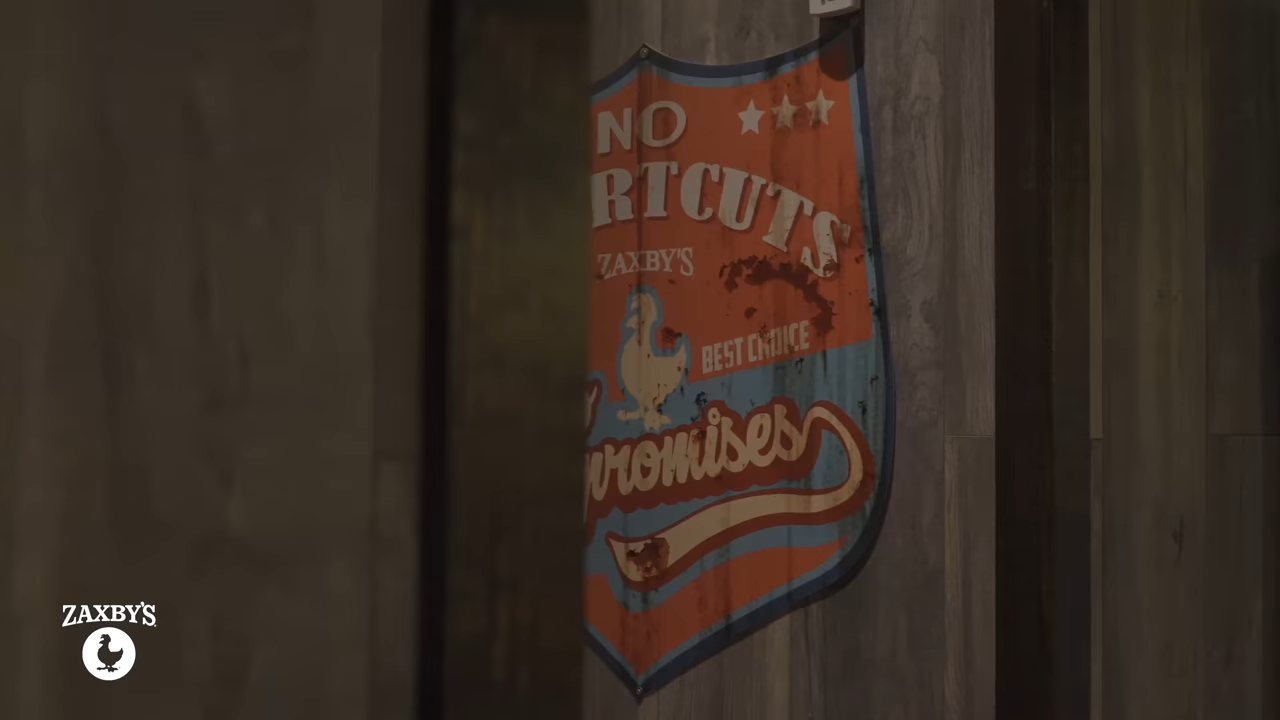 NO
RTCUTS
ZAXBY'S
BEST CHOICE
romises
ZAXBY'S